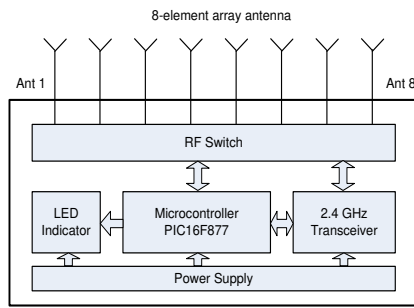 8-element array antenna
Ant 1
Ant 8
RF Switch
LED
Indicator
Microcontroller
PIC16F877
2.4 GHz
Transceiver
Power Supply